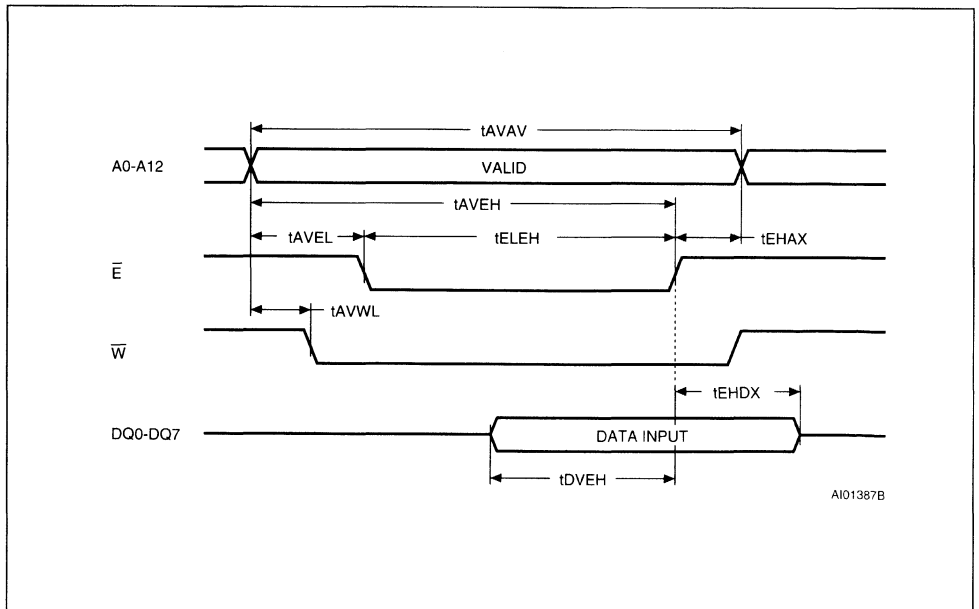 tAVAV
A0-A12
VALID
tAVEH
tAVEL
tELEH
tEHAX
E̅
tAVWL
W̅
tEHDX
DQ0-DQ7
DATA INPUT
tDVEH
AI01387B